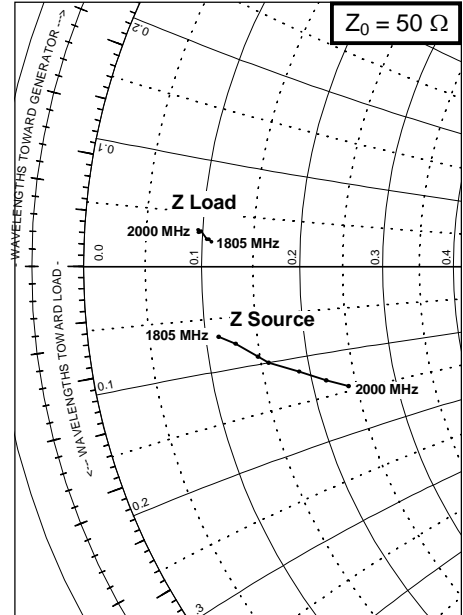 Z0 = 50 Ω
0.2
---> WAVELENGTHS TOWARD GENERATOR --->
0.1
Z Load
2000 MHz
1805 MHz
0.0
0.1
0.2
0.3
0.4
Z Source
1805 MHz
2000 MHz
<--- WAVELENGTHS TOWARD LOAD -
0.1
0.2
.3